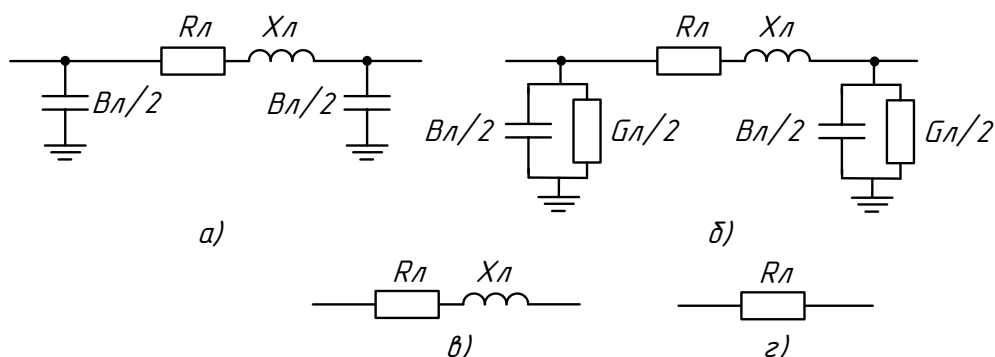 Rл Xл
Bл/2 Bл/2
а)
Rл Xл
Bл/2 Gл/2 Bл/2 Gл/2
б)
Rл Xл
в)
Rл
г)